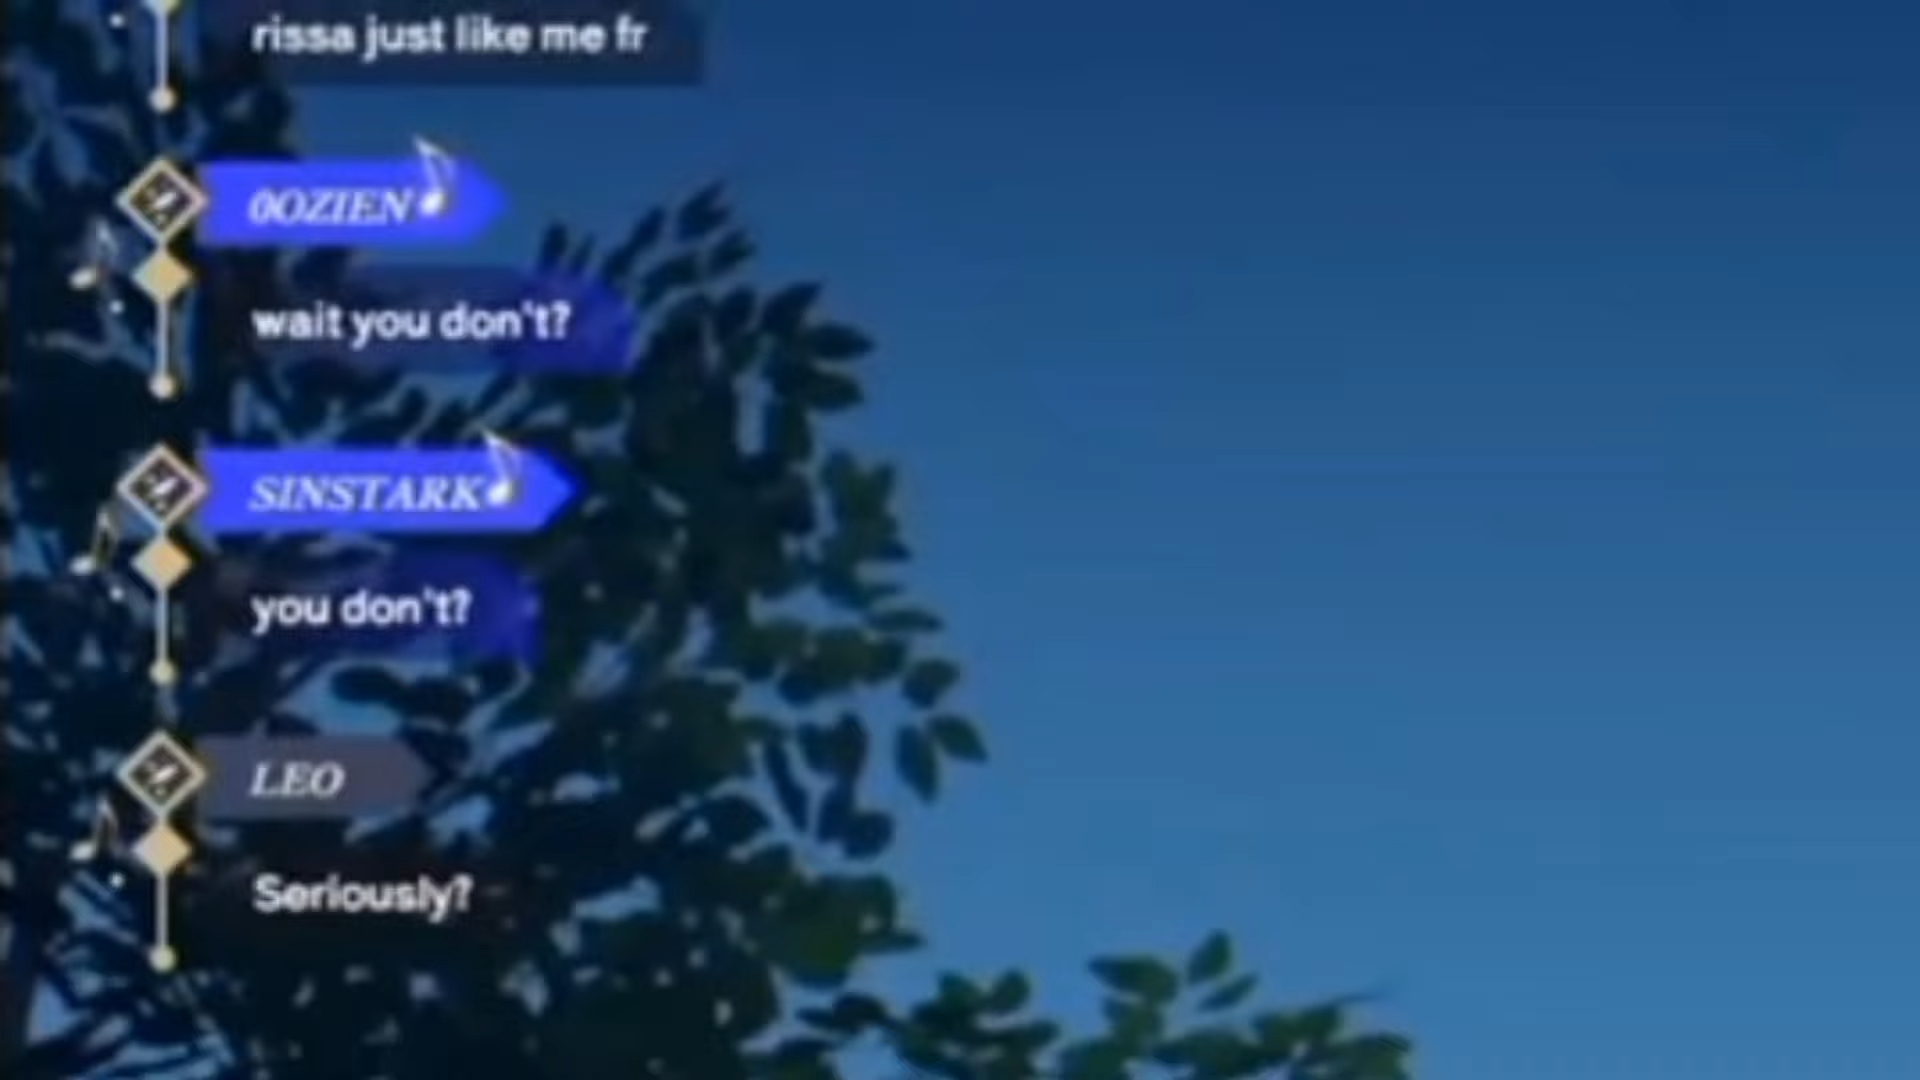 rissa just like me fr
0OZIEN
wait you don't?
SINSTARK
you don't?
LEO
Seriously?